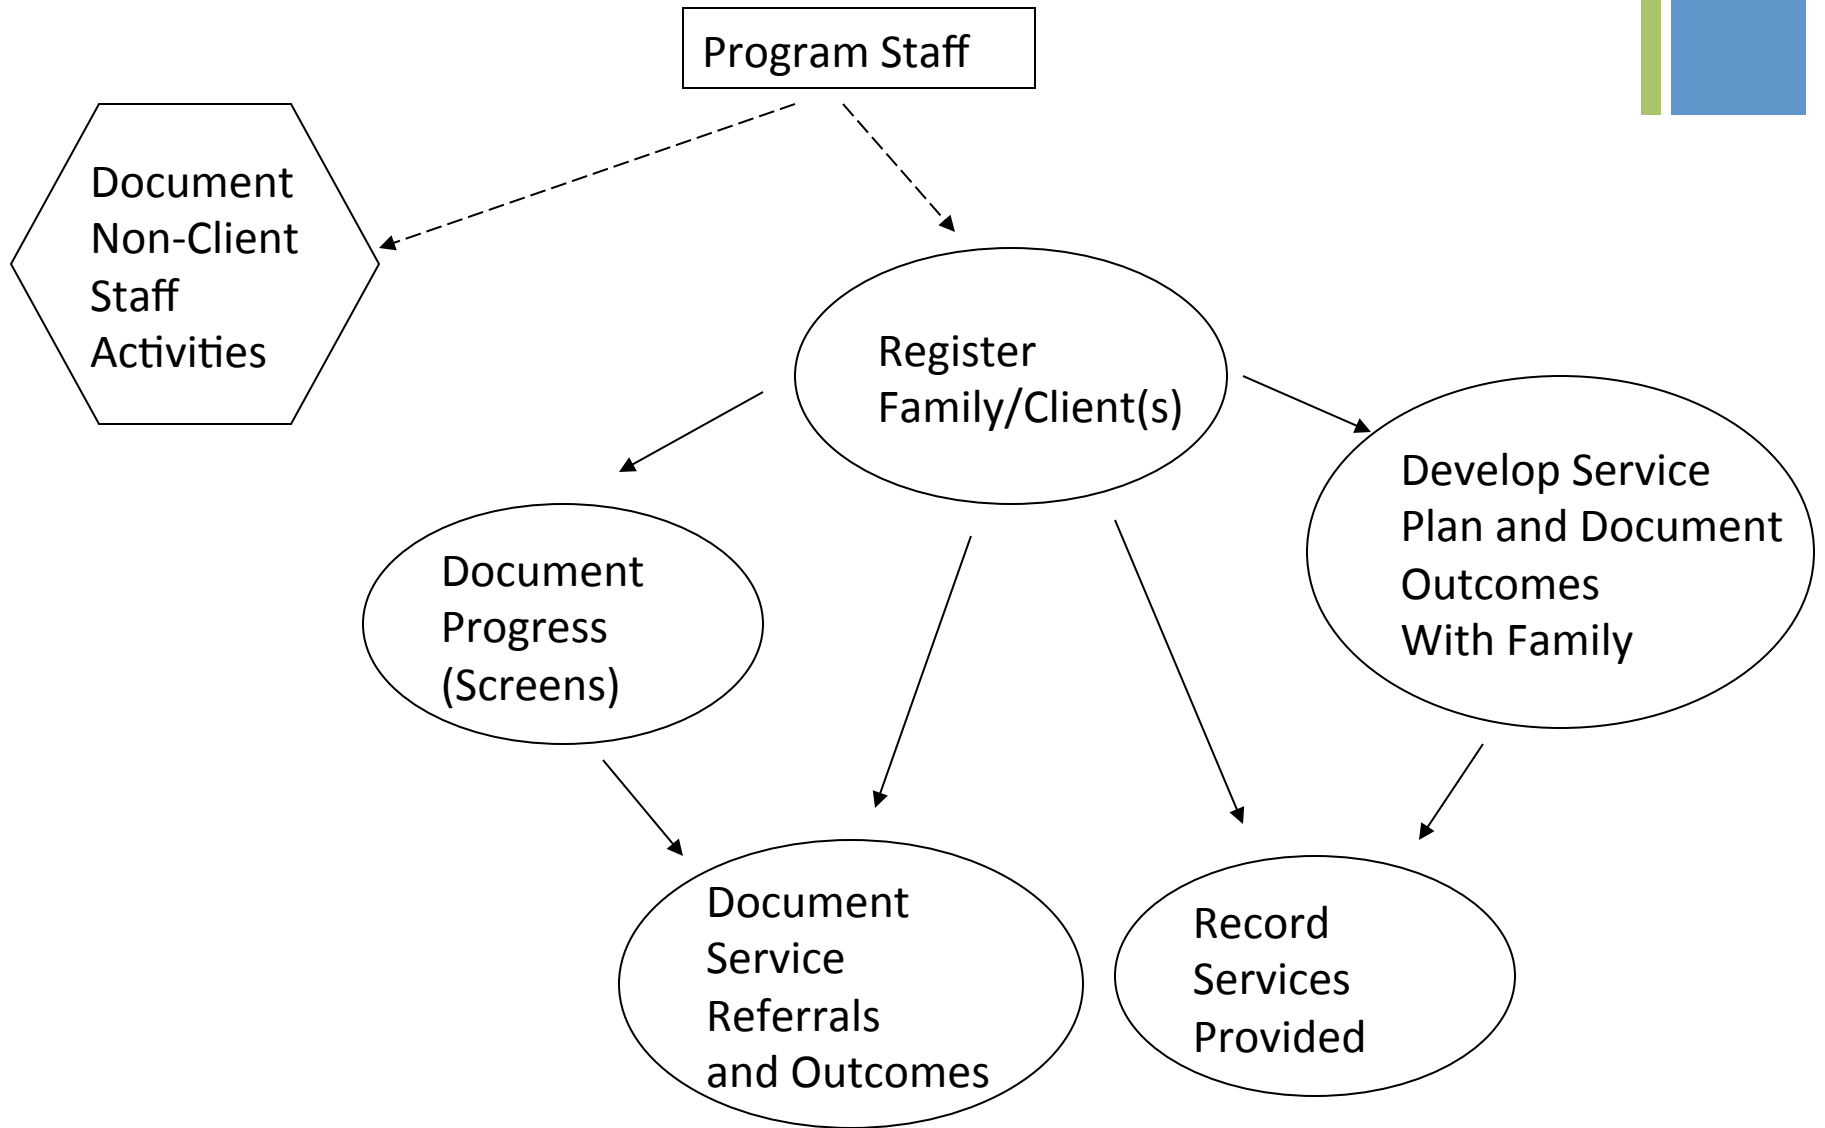 Program Staff
Document
Non-Client
Staff
Activities
Register
Family/Client(s)
Develop Service
Plan and Document
Outcomes
With Family
Document
Progress
(Screens)
Document
Service
Referrals
and Outcomes
Record
Services
Provided